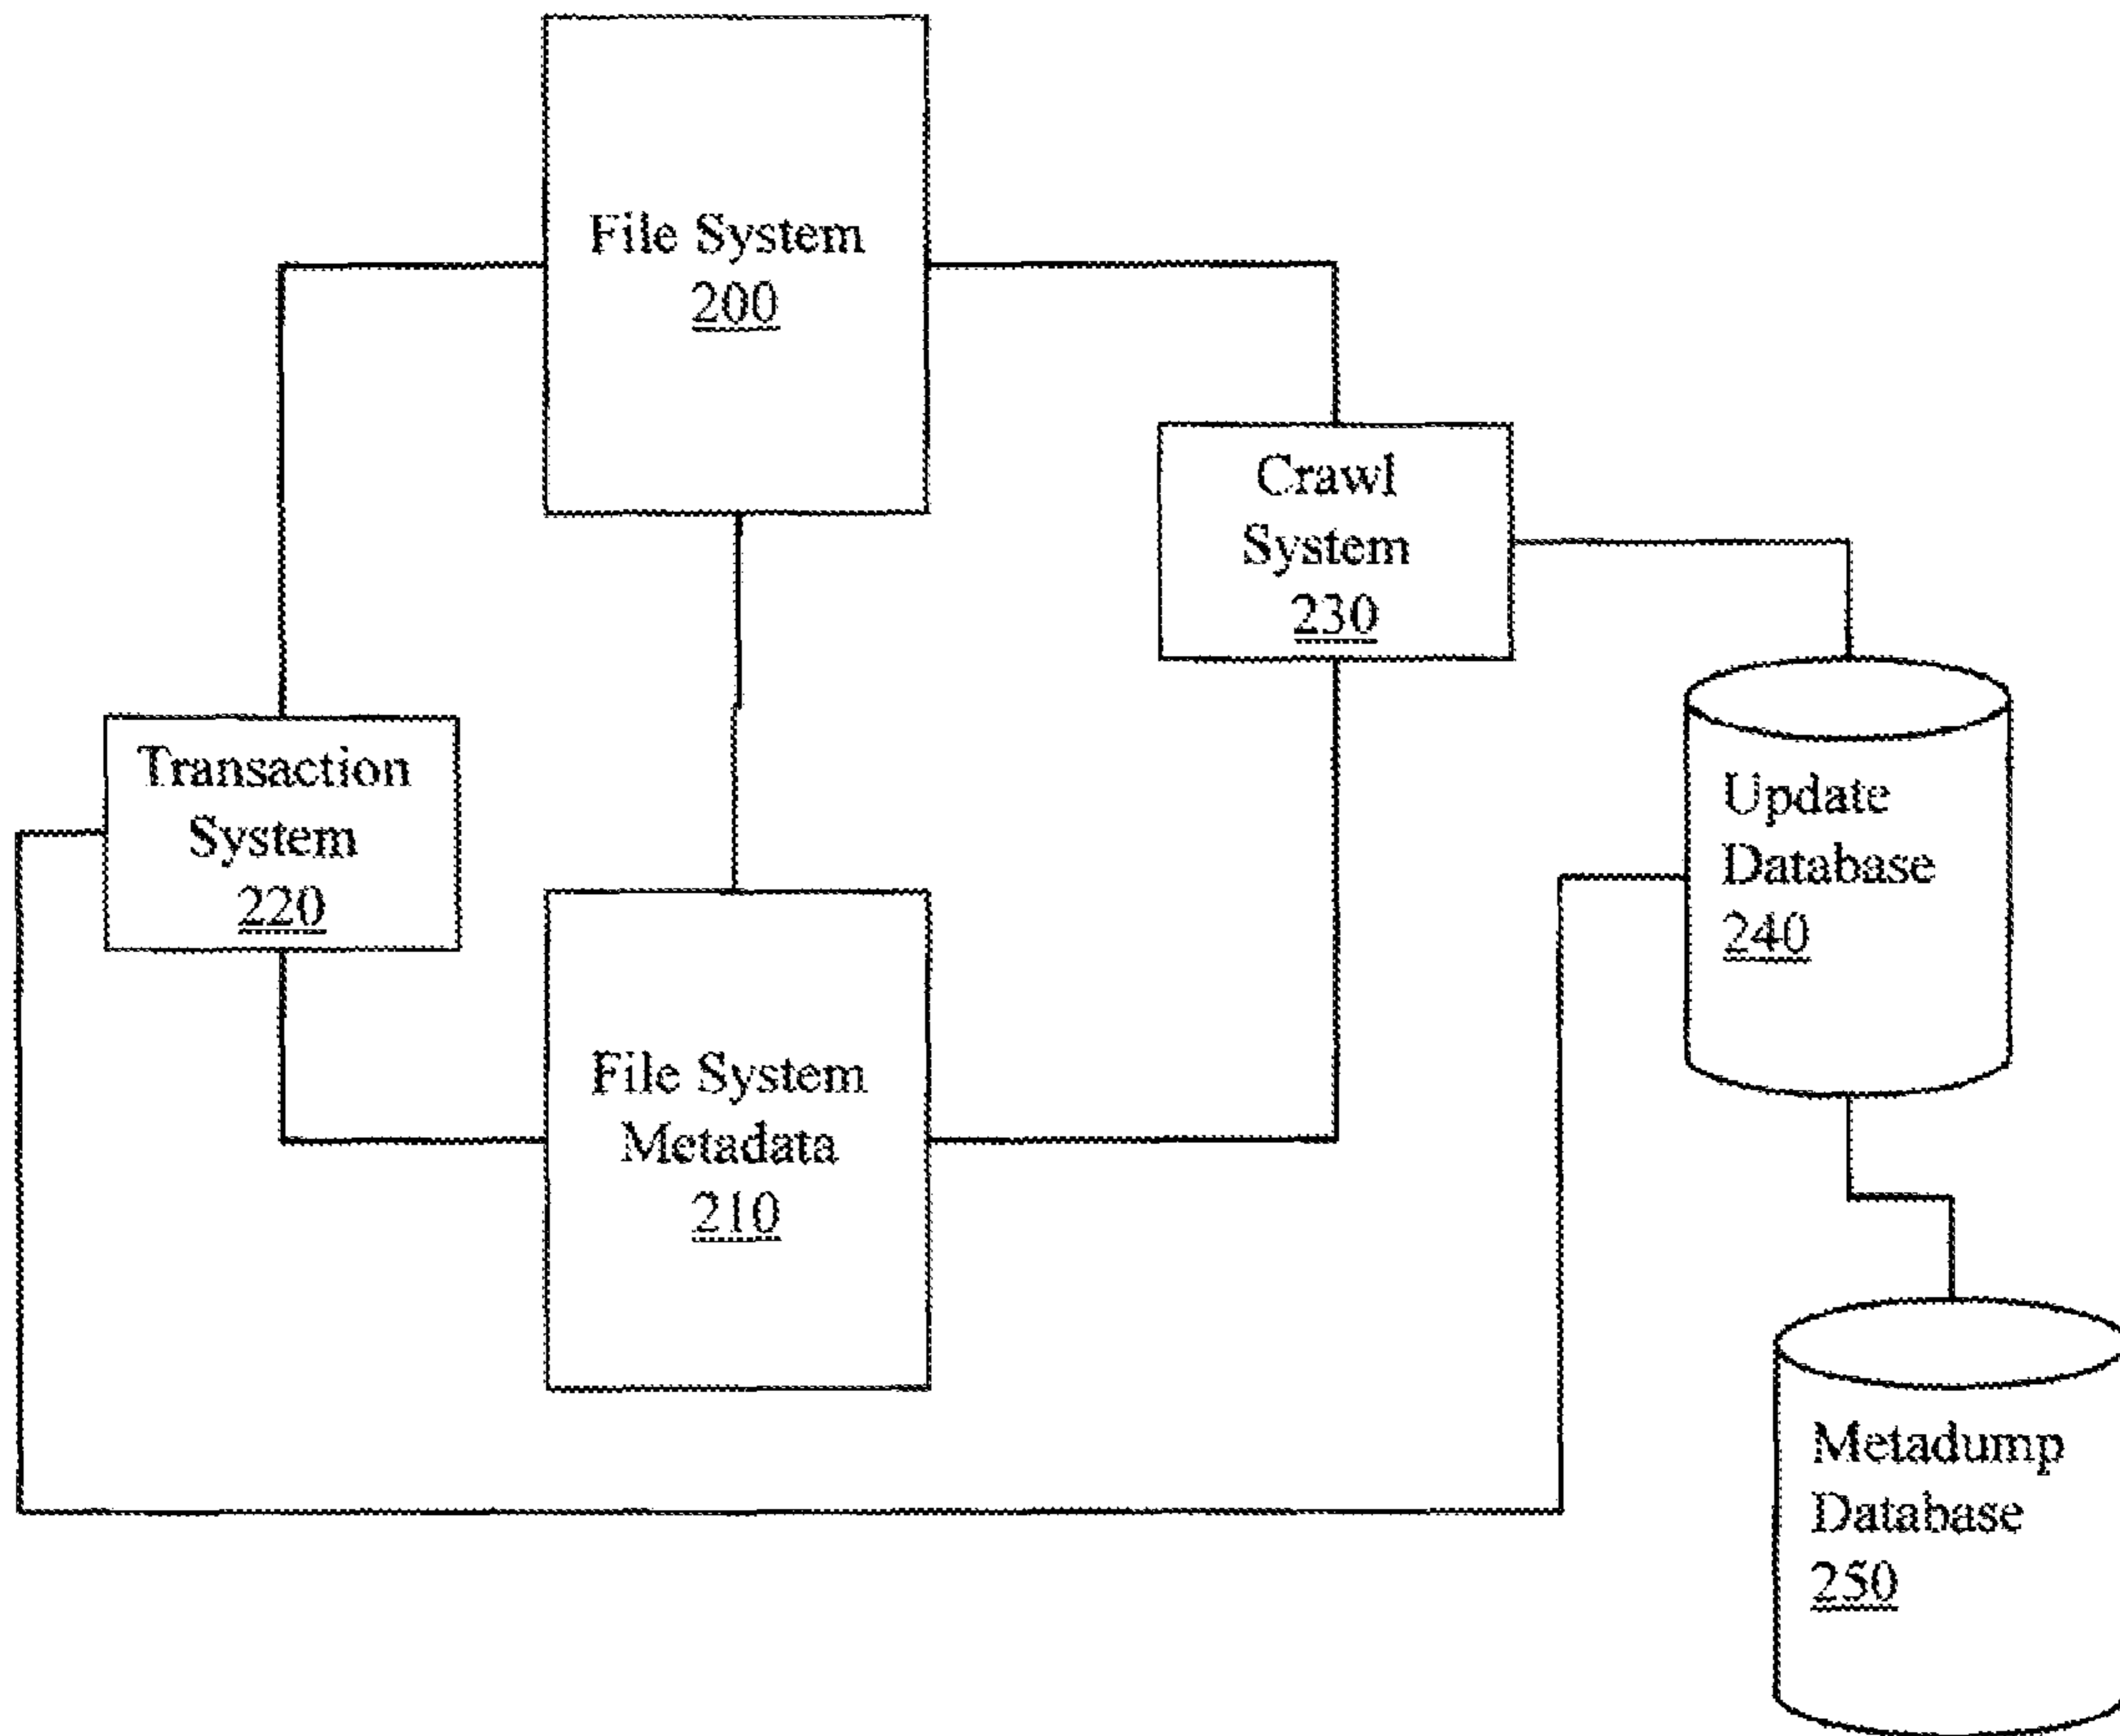 File System
200
Crawl
System
230
Transaction
System
220
Update
Database
240
File System
Metadata
210
Metadump
Database
250